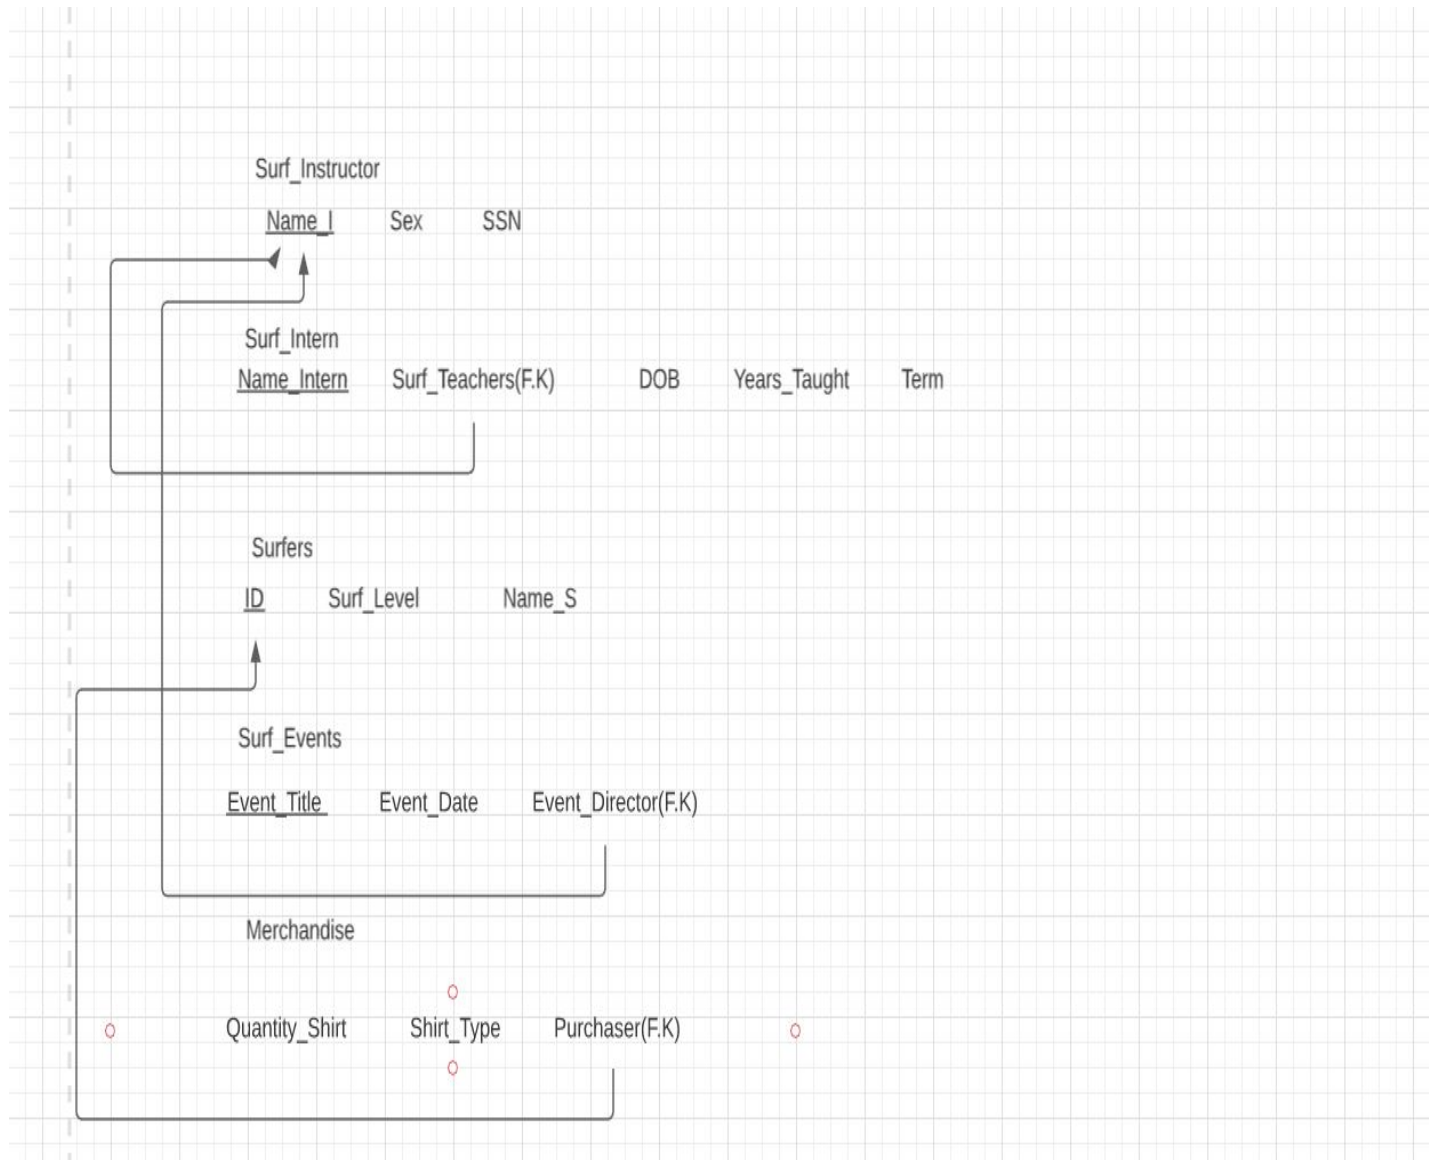 Surf_Instructor
Name_I Sex SSN
Surf_Intern
Name_Intern Surf_Teachers(F.K) DOB Years_Taught Term
Surfers
ID Surf_Level Name_S
Surf_Events
Event_Title Event_Date Event_Director(F.K)
Merchandise
Quantity_Shirt Shirt_Type Purchaser(F.K)